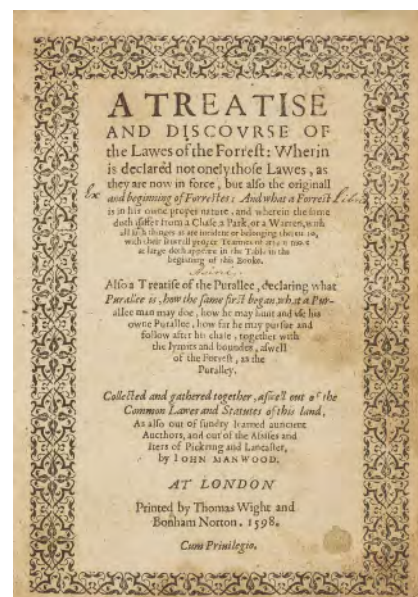 A TREATISE
AND DISCOVRSE OF
the Lawes of the Forrest: Wherin
is declared not onely those Lawes, as
they are now in force, but also the originall
and beginning of Forrestes: And what a Forrest
is in his owne proper nature, and wherein the same
doth differ from a Chase, a Park, or a Warren, with
all such things as are incident or belonging thereunto,
with their severall proper Tearmes of Art: more
at large doth appeare in the Table in the
beginning of this Booke.
Also a Treatise of the Purallee, declaring what
Purallee is, how the same first began, what a Pur-
allee man may doe, how he may hunt and vse his
owne Purallee, how far he may pursue and
follow after his chase, together with
the lymits and boundes, aswell
of the Forrest, as the
Puralley.
Collected and gathered together, aswell out of the
Common Lawes and Statutes of this land,
As also out of sundry learned auncient
Aucthors, and out of the Assises and
Iters of Pickring and Lancaster,
by IOHN MANWOOD.
AT LONDON
Printed by Thomas Wight and
Bonham Norton. 1598.
Cum Priuilegio.
Ex